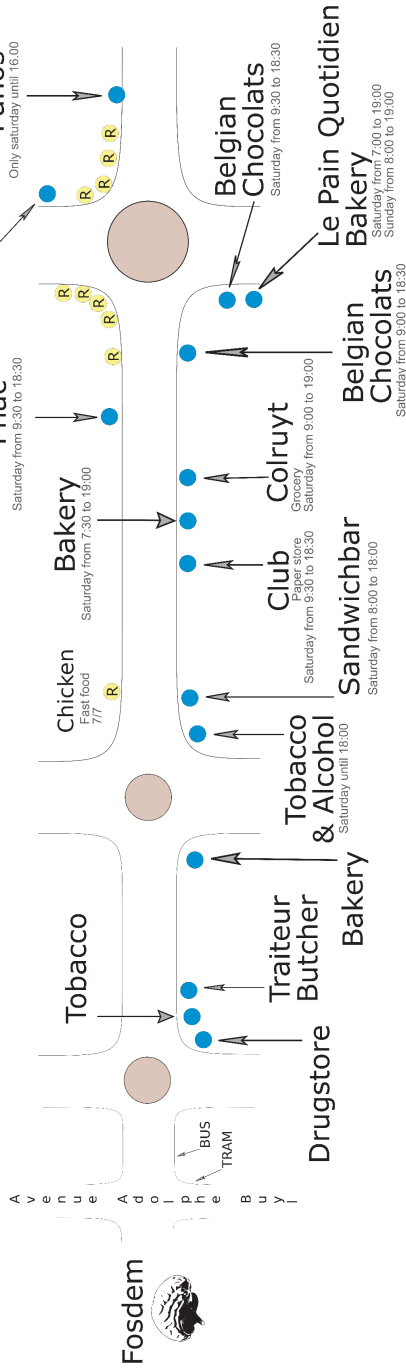 Only saturday until 16.00
R
R
R
R
Saturday from 9:30 to 18:30
R
R
R
R
R
Bakery
Saturday from 7:30 to 19:00
Chicken
Fast food
7/7
R
Tobacco
Avenue Adolphe Buyl
Fosdem
BUS
TRAM
Drugstore
Traiteur
Butcher
Bakery
Tobacco
& Alcohol
Saturday until 18:00
Sandwichbar
Saturday from 8:00 to 18:00
Club
Paper store
Saturday from 9:30 to 18:30
Colruyt
Grocery
Saturday from 9:00 to 19:00
Belgian
Chocolats
Saturday from 9:00 to 18:30
Belgian
Chocolats
Saturday from 9:30 to 18:30
Le Pain Quotidien
Bakery
Saturday from 7:00 to 19:00
Sunday from 8:00 to 19:00